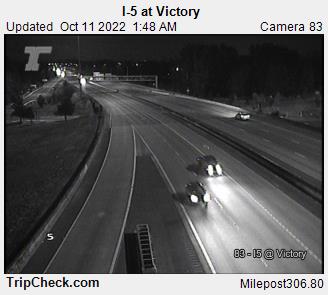 I-5 at Victory
Updated Oct 11 2022 1:48 AM Camera 83
T
S
83 - I5 @ Victory
TripCheck.com Milepost306.80